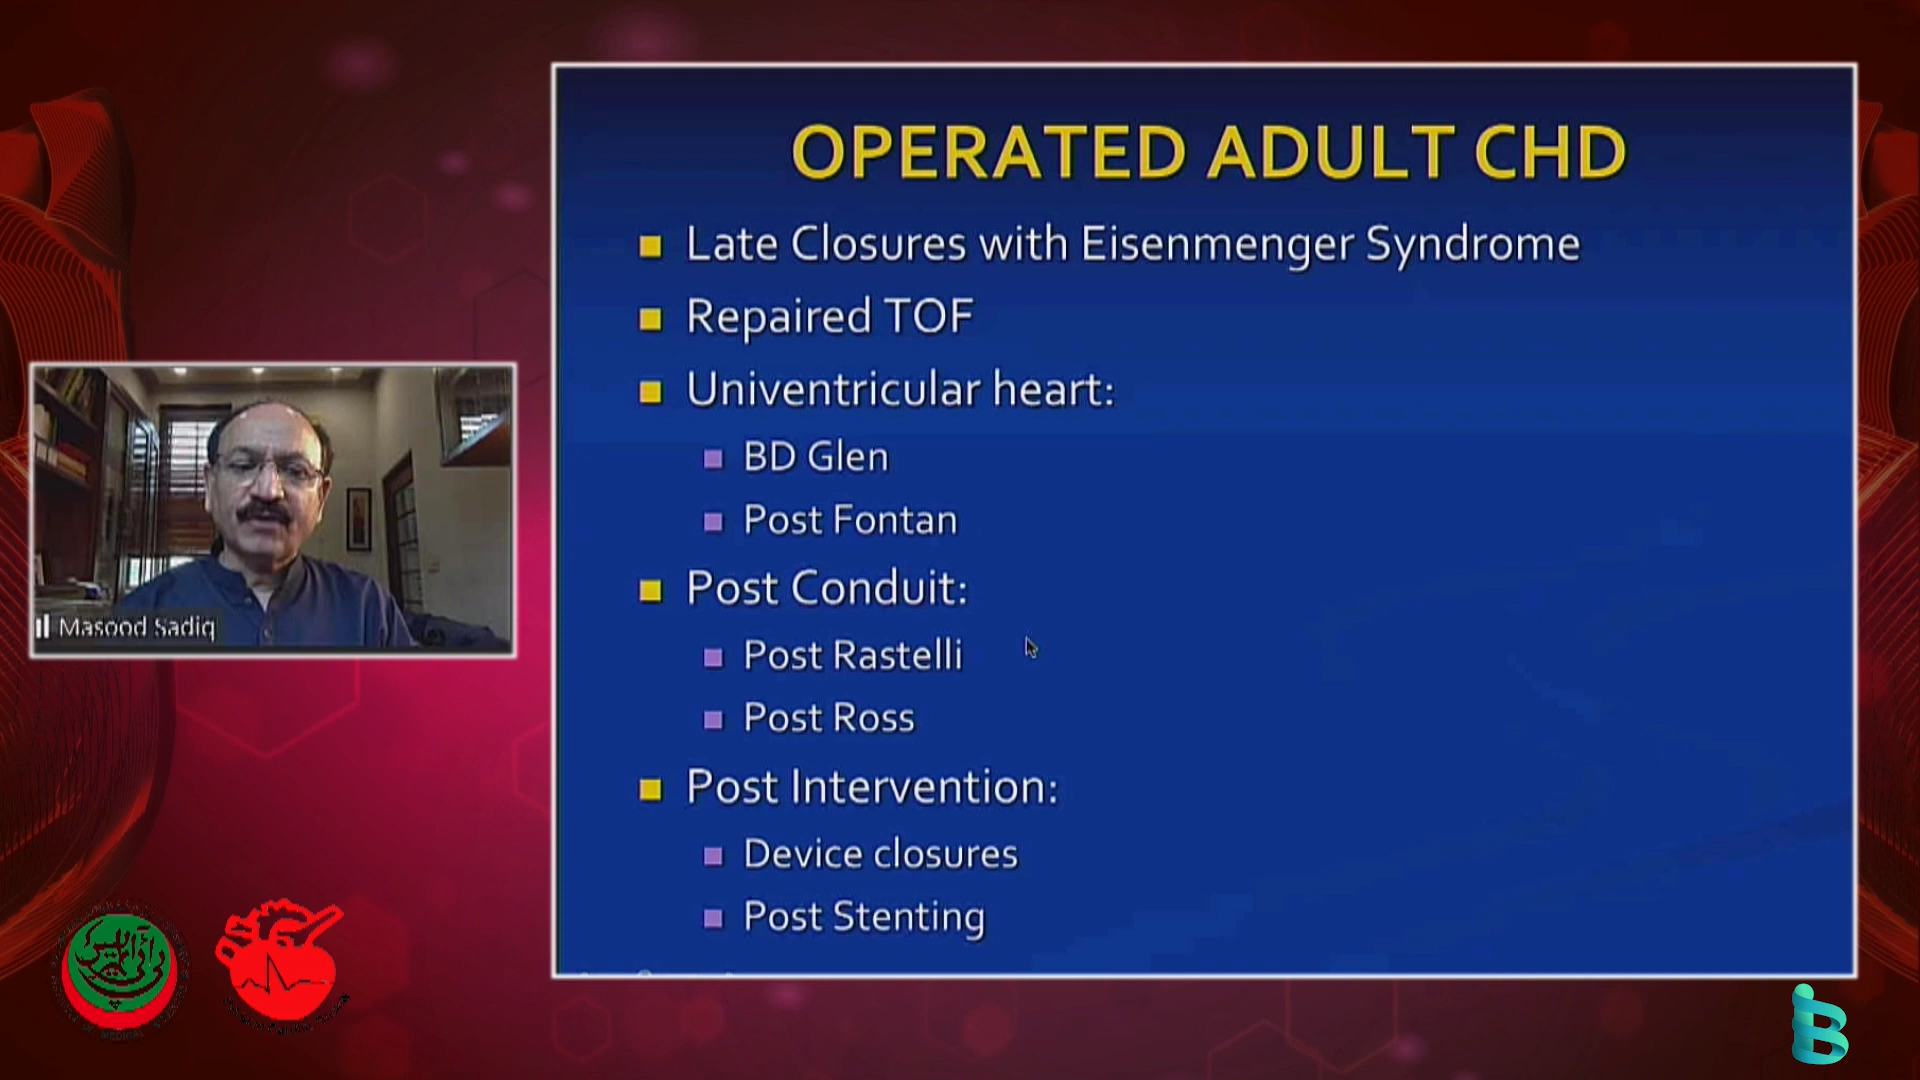 OPERATED ADULT CHD
Late Closures with Eisenmenger Syndrome
Repaired TOF
Univentricular heart:
BD Glen
Post Fontan
Post Conduit:
Post Rastelli
Post Ross
Post Intervention:
Device closures
Post Stenting
Masood Sadiq